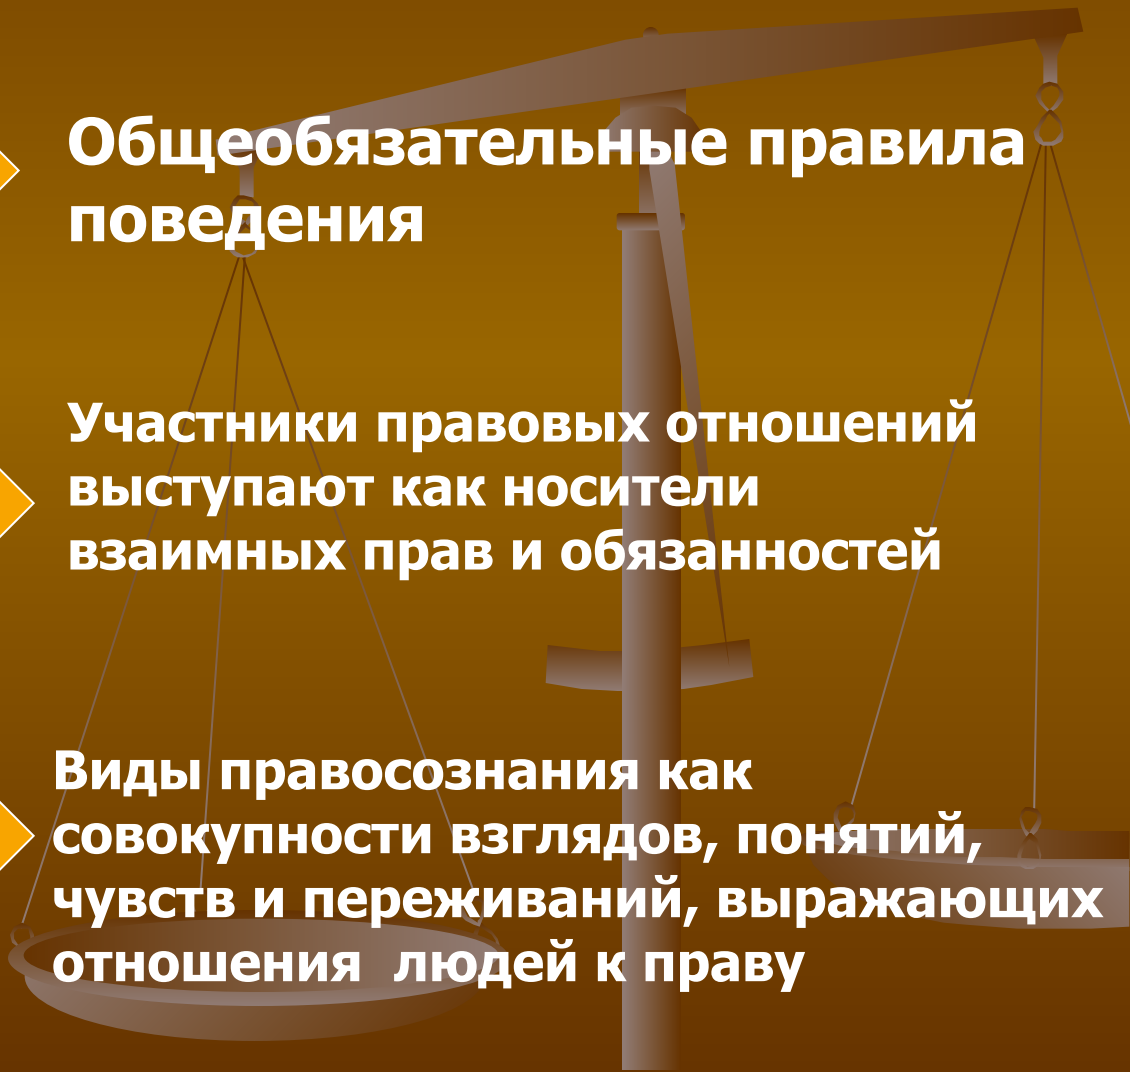 Общеобязательные правила
поведения
Участники правовых отношений
выступают как носители
взаимных прав и обязанностей
Виды правосознания как
совокупности взглядов, понятий,
чувств и переживаний, выражающих
отношения людей к праву